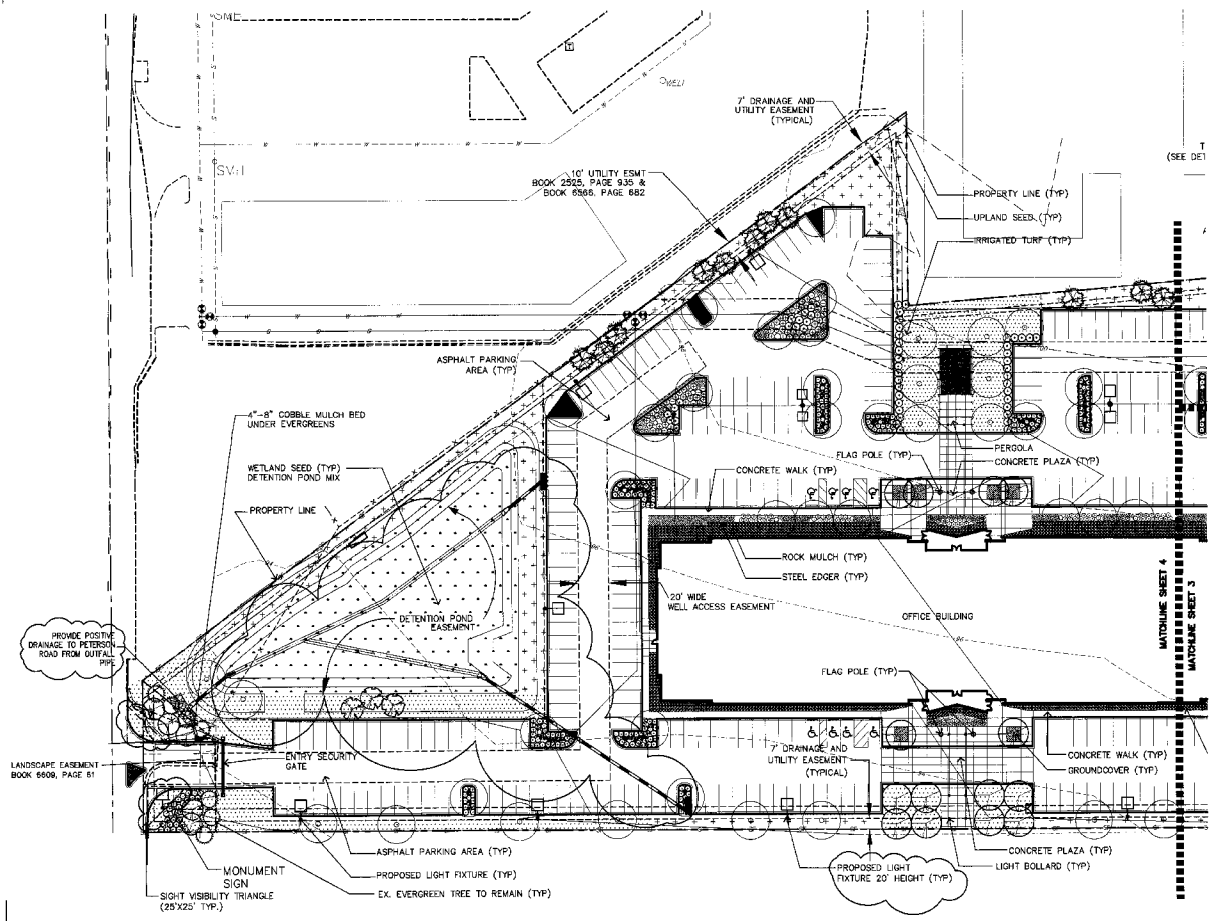 SME
T
WELL
7' DRAINAGE AND
UTILITY EASEMENT
(TYPICAL)
T
(SEE DET
10' UTILITY ESMT
BOOK 2525, PAGE 935 &
BOOK 6566, PAGE 682
PROPERTY LINE (TYP)
UPLAND SEED (TYP)
IRRIGATED TURF (TYP)
ASPHALT PARKING
AREA (TYP)
4"-8" COBBLE MULCH BED
UNDER EVERGREENS
WETLAND SEED (TYP)
DETENTION POND MIX
PROPERTY LINE
PERGOLA
FLAG POLE (TYP)
CONCRETE PLAZA (TYP)
CONCRETE WALK (TYP)
ROCK MULCH (TYP)
STEEL EDGER (TYP)
20' WIDE
WELL ACCESS EASEMENT
DETENTION POND
EASEMENT
OFFICE BUILDING
MATCHLINE SHEET 4
MATCHLINE SHEET 3
PROVIDE POSITIVE
DRAINAGE TO PETERSON
ROAD FROM OUTFALL
PIPE
FLAG POLE (TYP)
LANDSCAPE EASEMENT
BOOK 6609, PAGE 61
ENTRY SECURITY
GATE
7' DRAINAGE AND
UTILITY EASEMENT
(TYPICAL)
CONCRETE WALK (TYP)
GROUNDCOVER (TYP)
ASPHALT PARKING AREA (TYP)
CONCRETE PLAZA (TYP)
LIGHT BOLLARD (TYP)
MONUMENT
SIGN
PROPOSED LIGHT FIXTURE (TYP)
PROPOSED LIGHT
FIXTURE 20' HEIGHT (TYP)
SIGHT VISIBILITY TRIANGLE
(25'X25' TYP.)
EX. EVERGREEN TREE TO REMAIN (TYP)